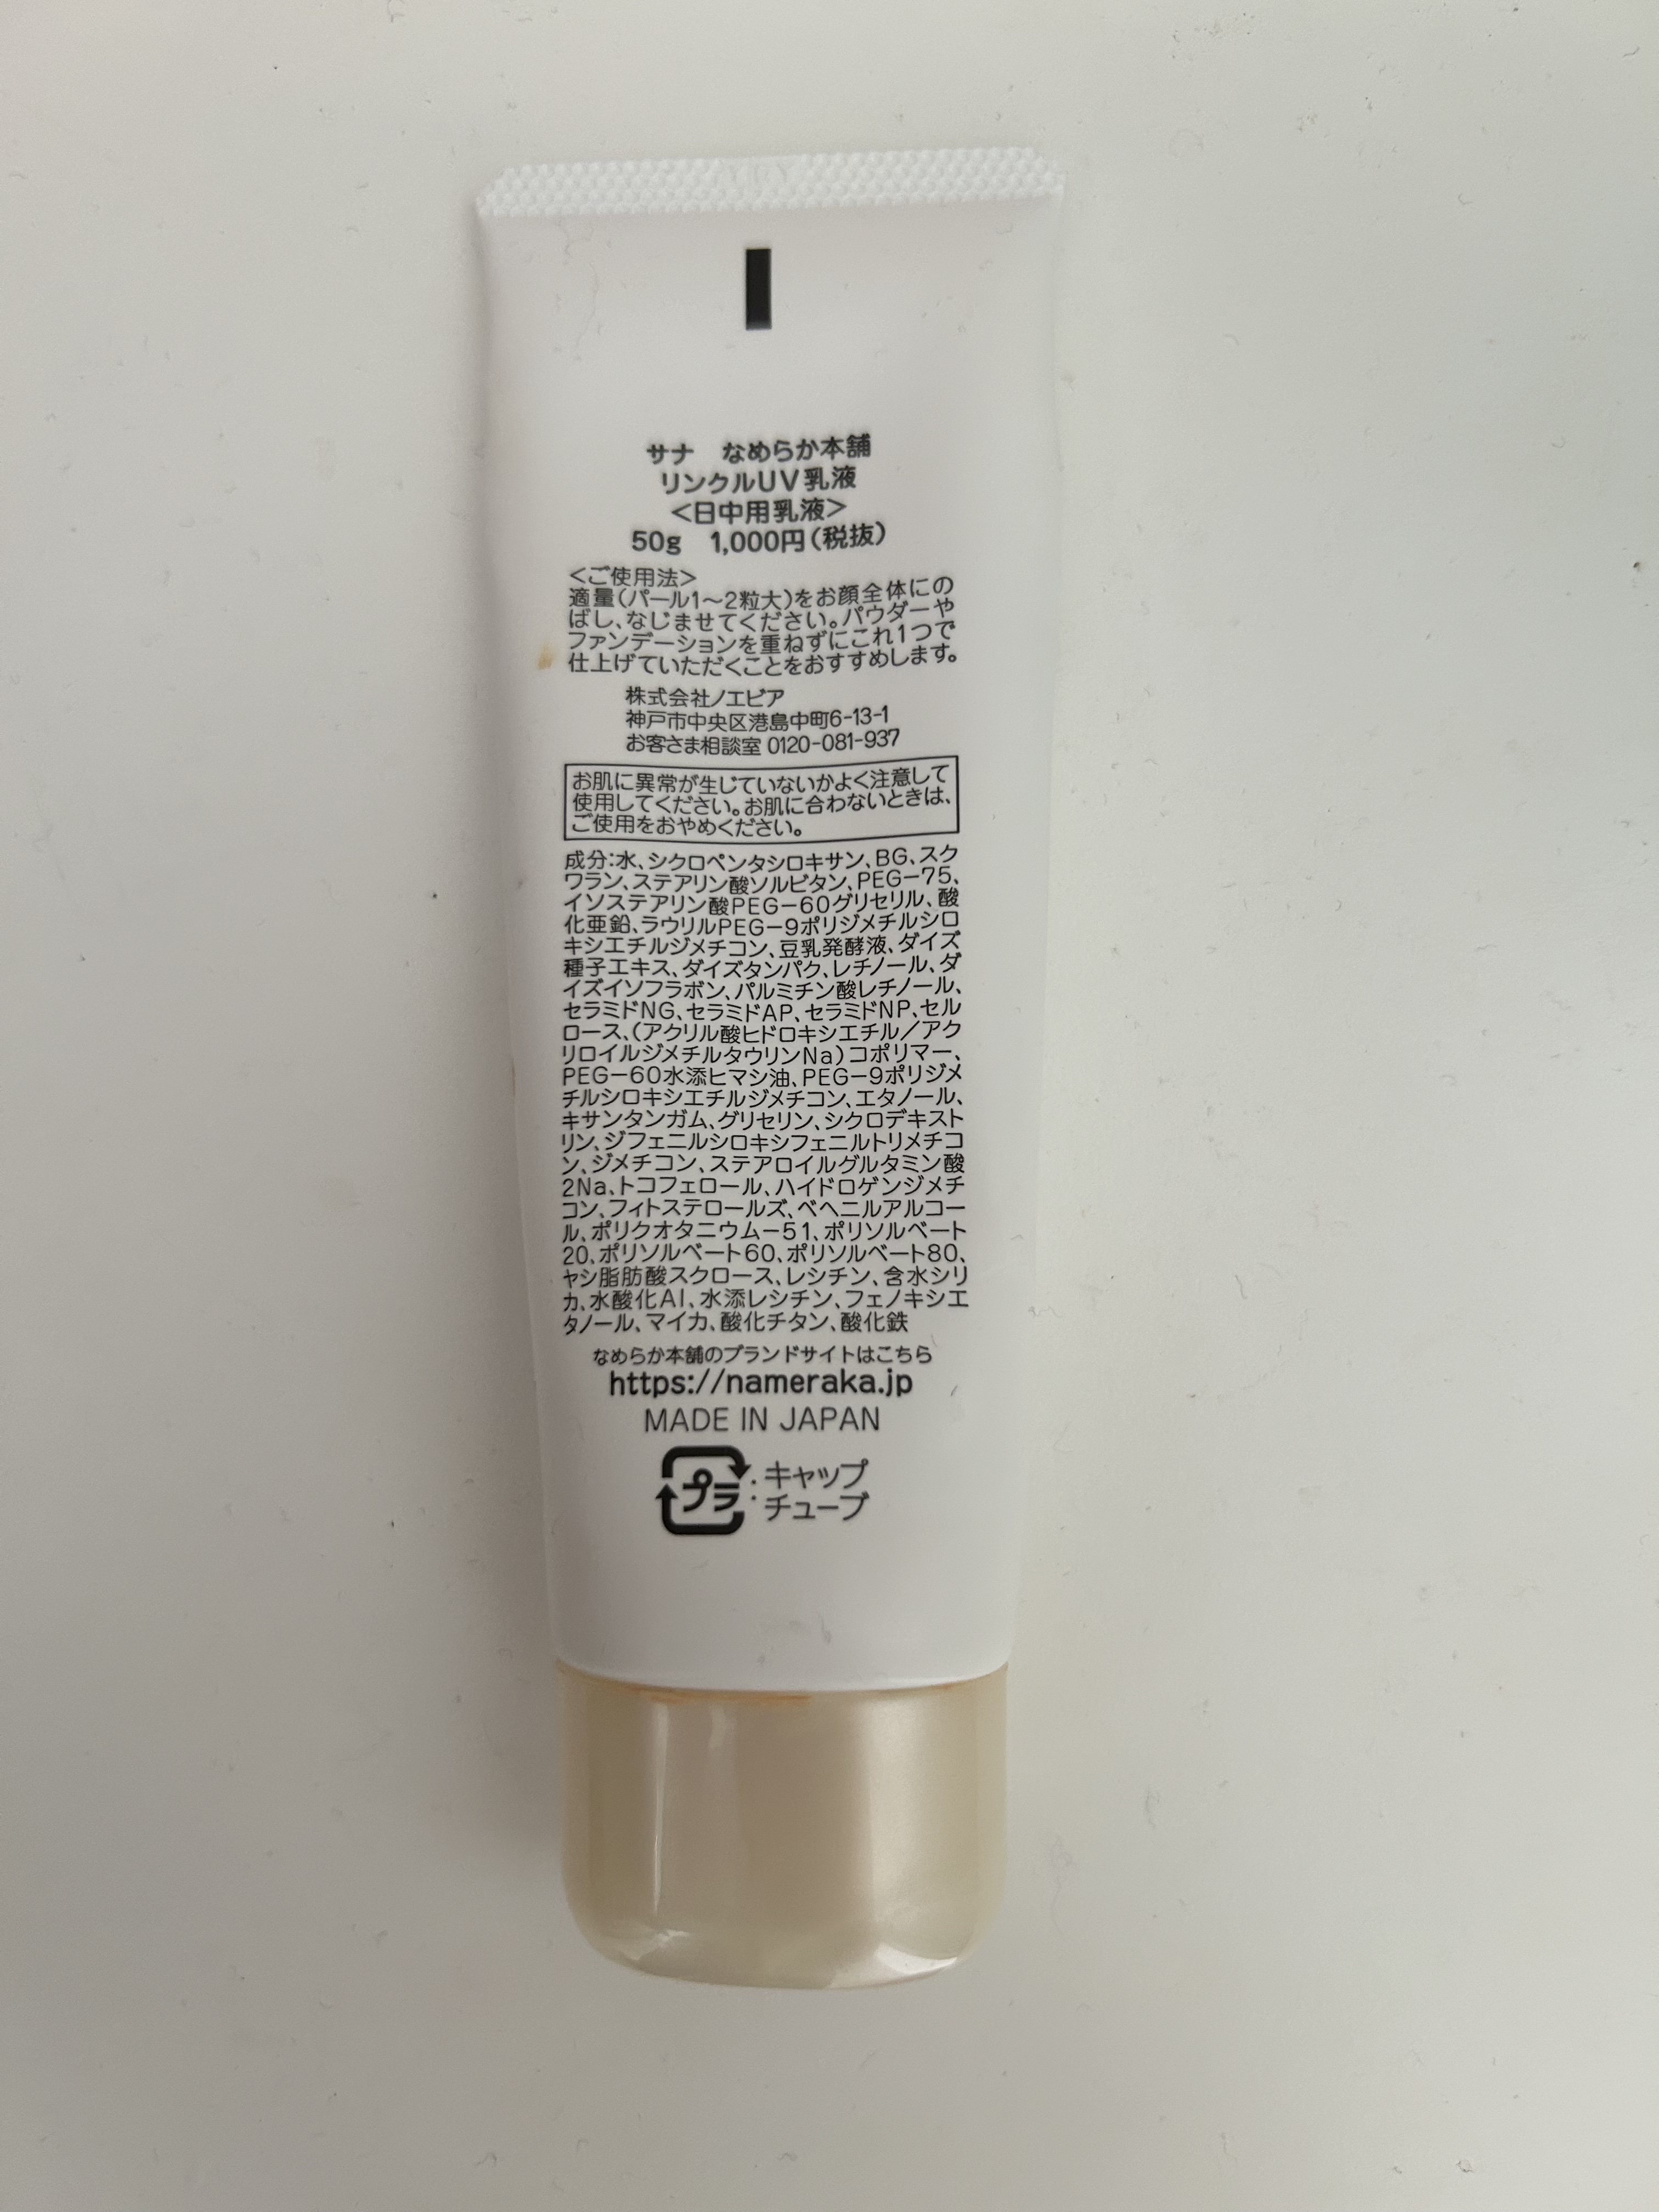 サナ　なめらか本舗
リンクルUV乳液
＜日中用乳液＞
50g　1,000円（税抜）
＜ご使用法＞
適量（パール1～2粒大）をお顔全体にの
ばし、なじませてください。パウダーや
ファンデーションを重ねずにこれ1つで
仕上げていただくことをおすすめします。
株式会社ノエビア
神戸市中央区港島中町6-13-1
お客さま相談室 0120-081-937
お肌に異常が生じていないかよく注意して
使用してください。お肌に合わないときは、
ご使用をおやめください。
成分：水、シクロペンタシロキサン、BG、スク
ワラン、ステアリン酸ソルビタン、PEG－75、
イソステアリン酸PEG－60グリセリル、酸
化亜鉛、ラウリルPEG－9ポリジメチルシロ
キシエチルジメチコン、豆乳発酵液、ダイズ
種子エキス、ダイズタンパク、レチノール、ダ
イズイソフラボン、パルミチン酸レチノール、
セラミドNG、セラミドAP、セラミドNP、セル
ロース、（アクリル酸ヒドロキシエチル／アク
リロイルジメチルタウリンNa）コポリマー、
PEG－60水添ヒマシ油、PEG－9ポリジメ
チルシロキシエチルジメチコン、エタノール、
キサンタンガム、グリセリン、シクロデキスト
リン、ジフェニルシロキシフェニルトリメチコ
ン、ジメチコン、ステアロイルグルタミン酸
2Na、トコフェロール、ハイドロゲンジメチ
コン、フィトステロールズ、ベヘニルアルコー
ル、ポリクオタニウム－51、ポリソルベート
20、ポリソルベート60、ポリソルベート80、
ヤシ脂肪酸スクロース、レシチン、含水シリ
カ、水酸化Al、水添レシチン、フェノキシエ
タノール、マイカ、酸化チタン、酸化鉄
なめらか本舗のブランドサイトはこちら
https://nameraka.jp
MADE IN JAPAN
プラ：キャップ
チューブ